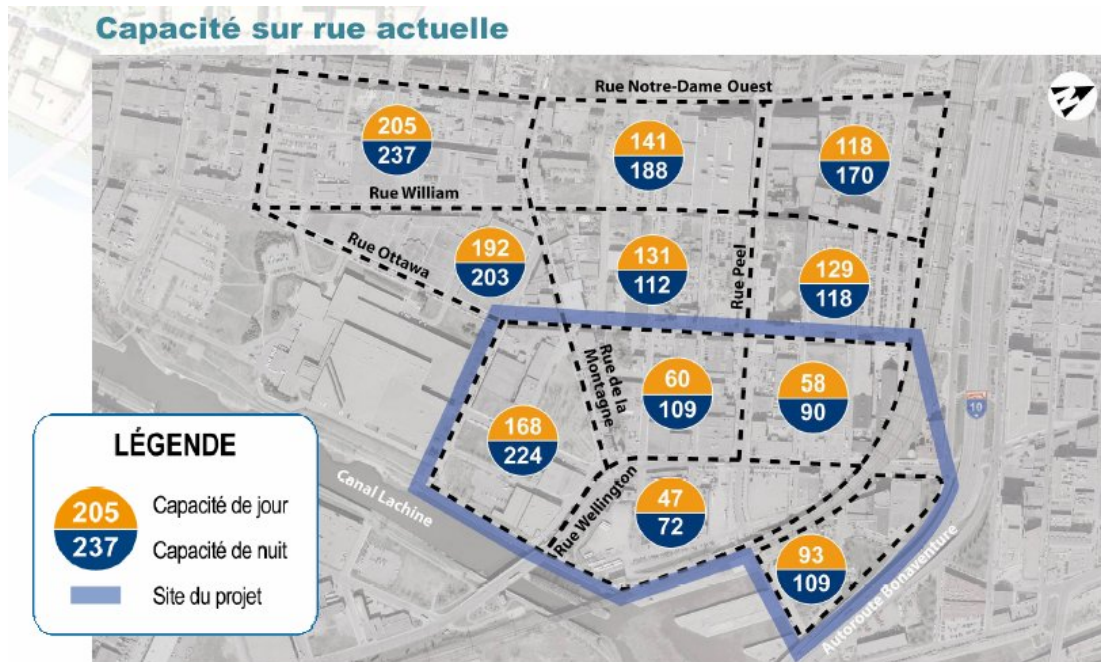 Capacité sur rue actuelle
Rue Notre-Dame Ouest
205
237
141
188
118
170
Rue William
Rue Ottawa
192
203
131
112
Rue Peel
129
118
Rue de la
Montagne
60
109
58
90
168
224
10
LÉGENDE
205
237
Capacité de jour
Capacité de nuit
Site du projet
Canal Lachine
Rue Wellington
47
72
93
109
Autoroute Bonaventure